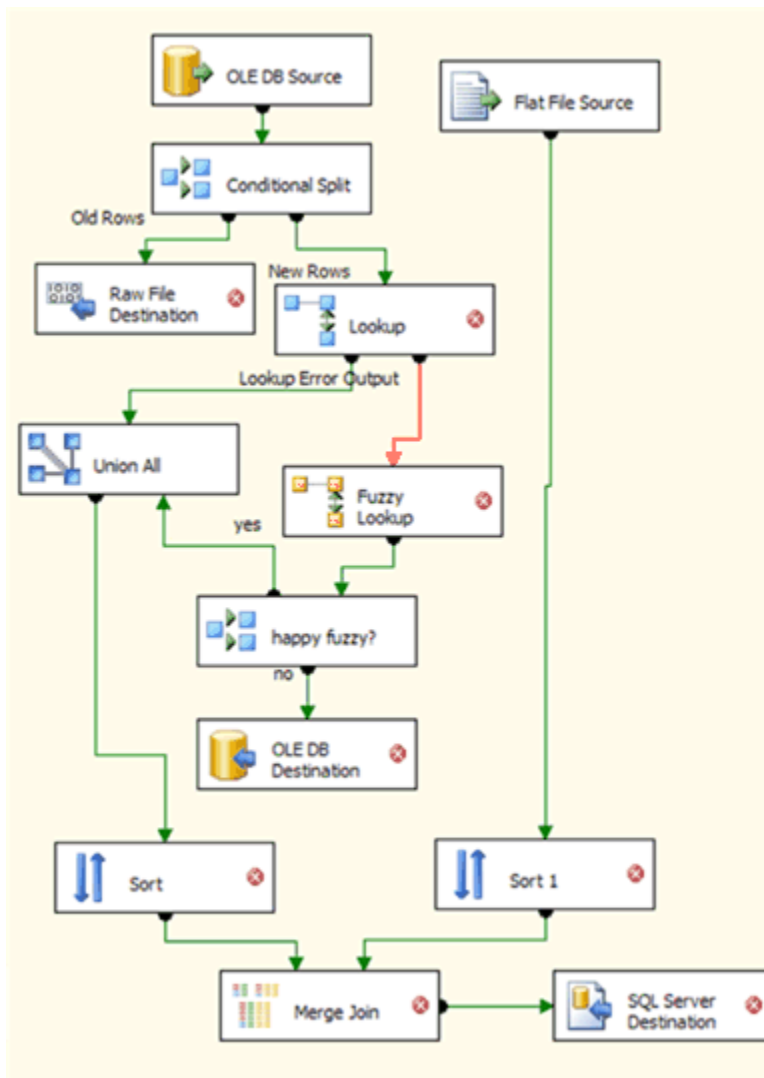 OLE DB Source
Flat File Source
Conditional Split
Old Rows
New Rows
Raw File
Destination
Lookup
Lookup Error Output
Union All
Fuzzy
Lookup
yes
happy fuzzy?
no
OLE DB
Destination
Sort
Sort 1
Merge Join
SQL Server
Destination